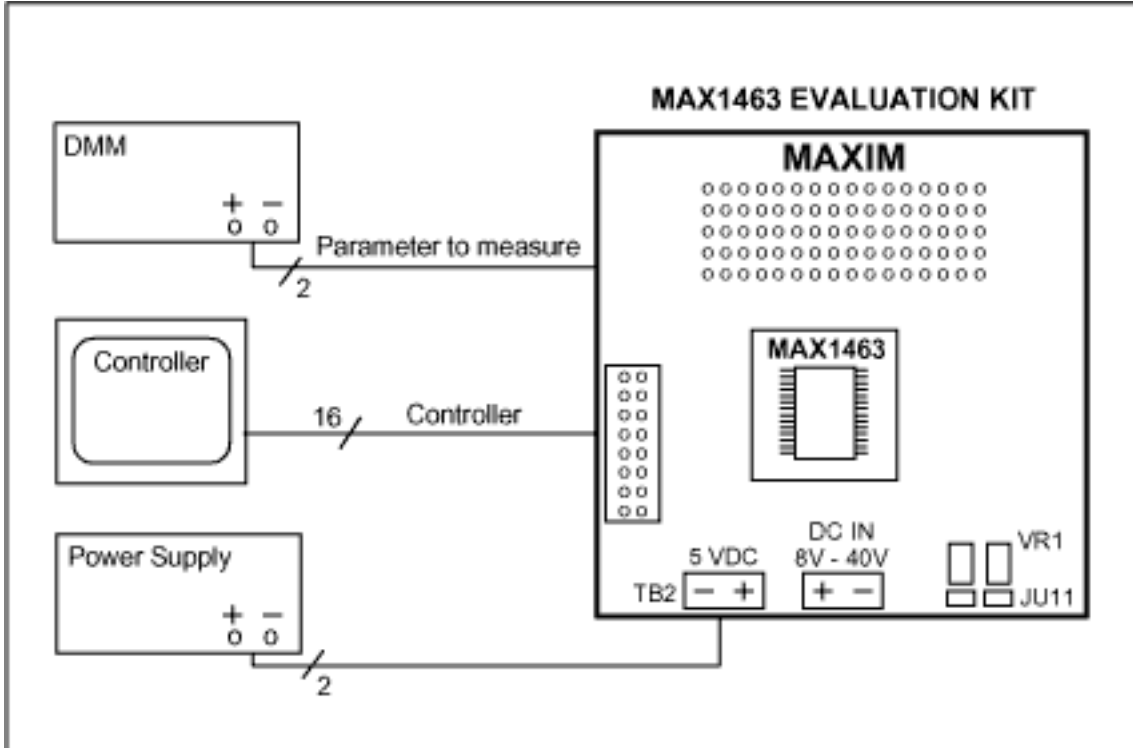 MAX1463 EVALUATION KIT
DMM
+ −
Parameter to measure
2
MAXIM
Controller
16
Controller
MAX1463
Power Supply
+ −
2
5 VDC
TB2
− +
DC IN
8V - 40V
+ −
VR1
JU11